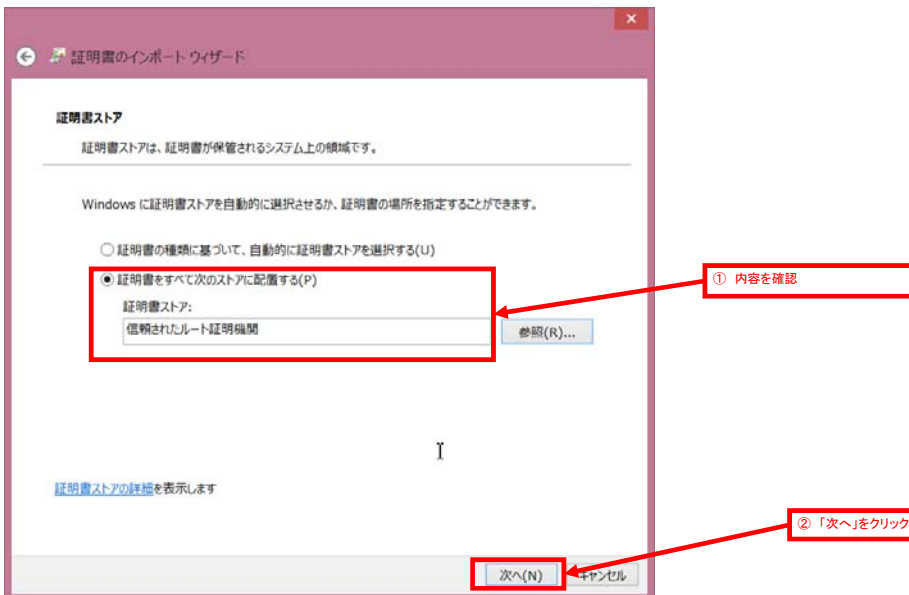 証明書のインポート ウィザード
証明書ストア
証明書ストアは、証明書が保管されるシステム上の領域です。
Windows に証明書ストアを自動的に選択させるか、証明書の場所を指定することができます。
証明書の種類に基づいて、自動的に証明書ストアを選択する(U)
証明書をすべて次のストアに配置する(P)
① 内容を確認
証明書ストア:
信頼されたルート証明機関
参照(R)...
証明書ストアの詳細を表示します
② 「次へ」をクリック
次へ(N)
キャンセル